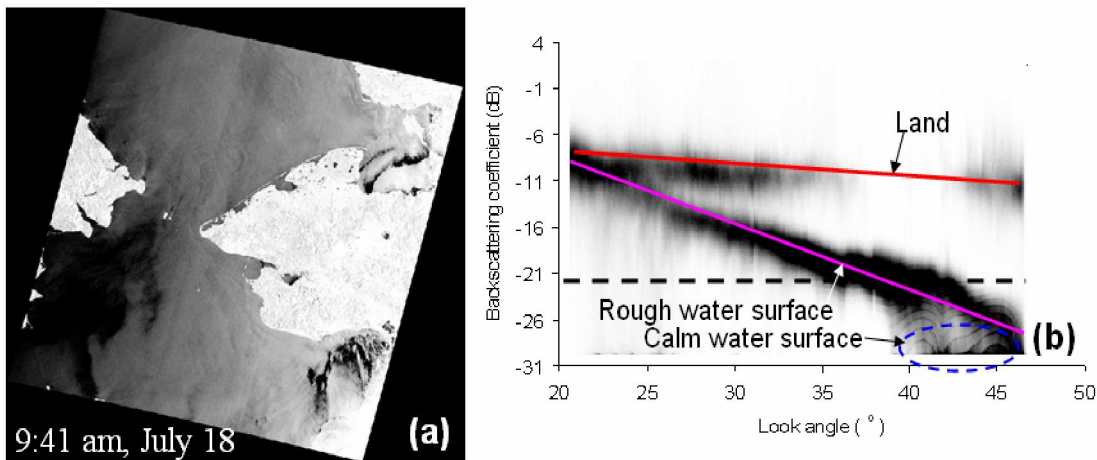 9:41 am, July 18
(a)
Backscattering coefficient (dB)
4
-1
-6
-11
-16
-21
-26
-31
Land
Rough water surface
Calm water surface
(b)
20 25 30 35 40 45 50
Look angle ( ° )